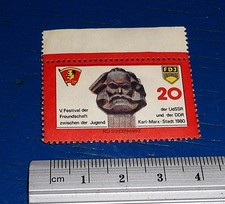 FDJ
20
V. Festival der
Freundschaft
zwischen der Jugend
der UdSSR
und der DDR
Karl-Marx-Stadt 1980
cm 1 2 3 4